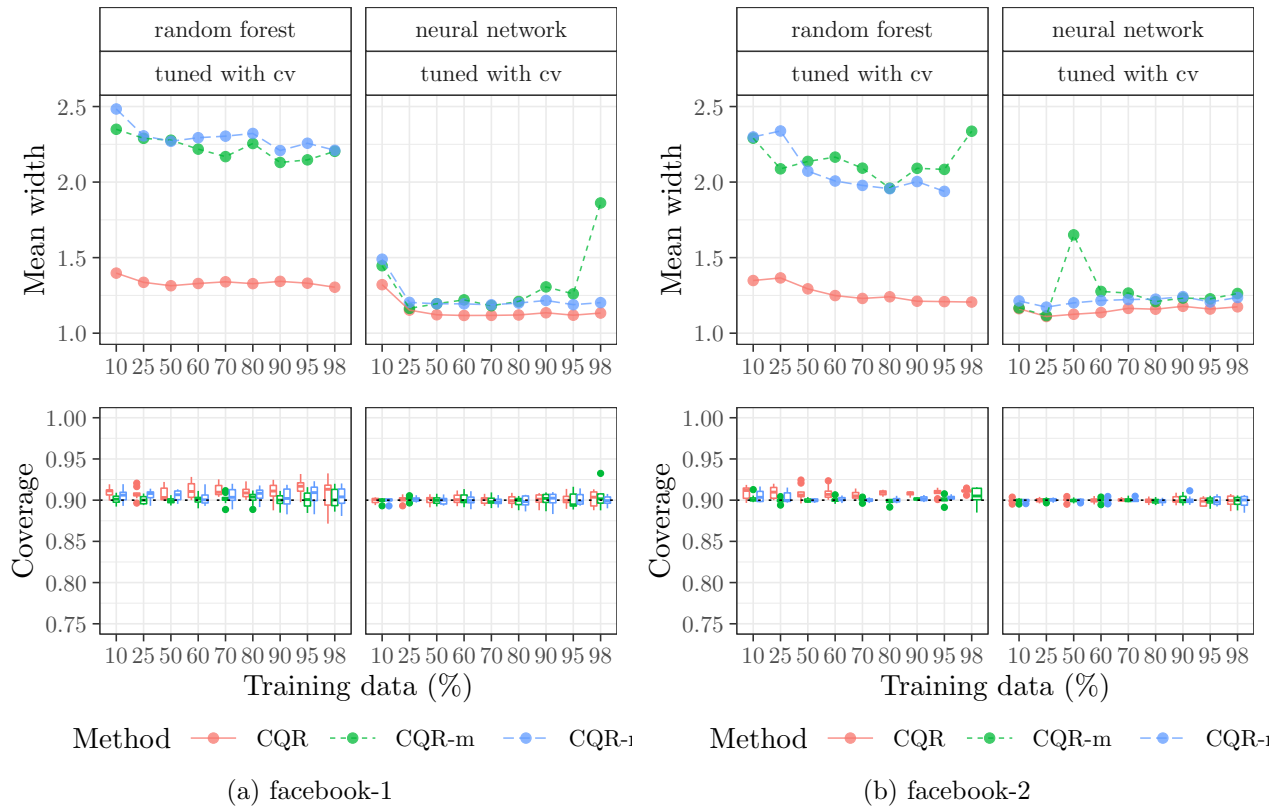 random forest
neural network
tuned with cv
tuned with cv
Mean width
2.5
2.0
1.5
1.0
10 25 50 60 70 80 90 95 98
10 25 50 60 70 80 90 95 98
Coverage
1.00
0.95
0.90
0.85
0.80
0.75
10 25 50 60 70 80 90 95 98
10 25 50 60 70 80 90 95 98
Training data (%)
Method CQR CQR-m CQR-
(a) facebook-1
random forest
neural network
tuned with cv
tuned with cv
Mean width
2.5
2.0
1.5
1.0
10 25 50 60 70 80 90 95 98
10 25 50 60 70 80 90 95 98
Coverage
1.00
0.95
0.90
0.85
0.80
0.75
10 25 50 60 70 80 90 95 98
10 25 50 60 70 80 90 95 98
Training data (%)
Method CQR CQR-m CQR-
(b) facebook-2